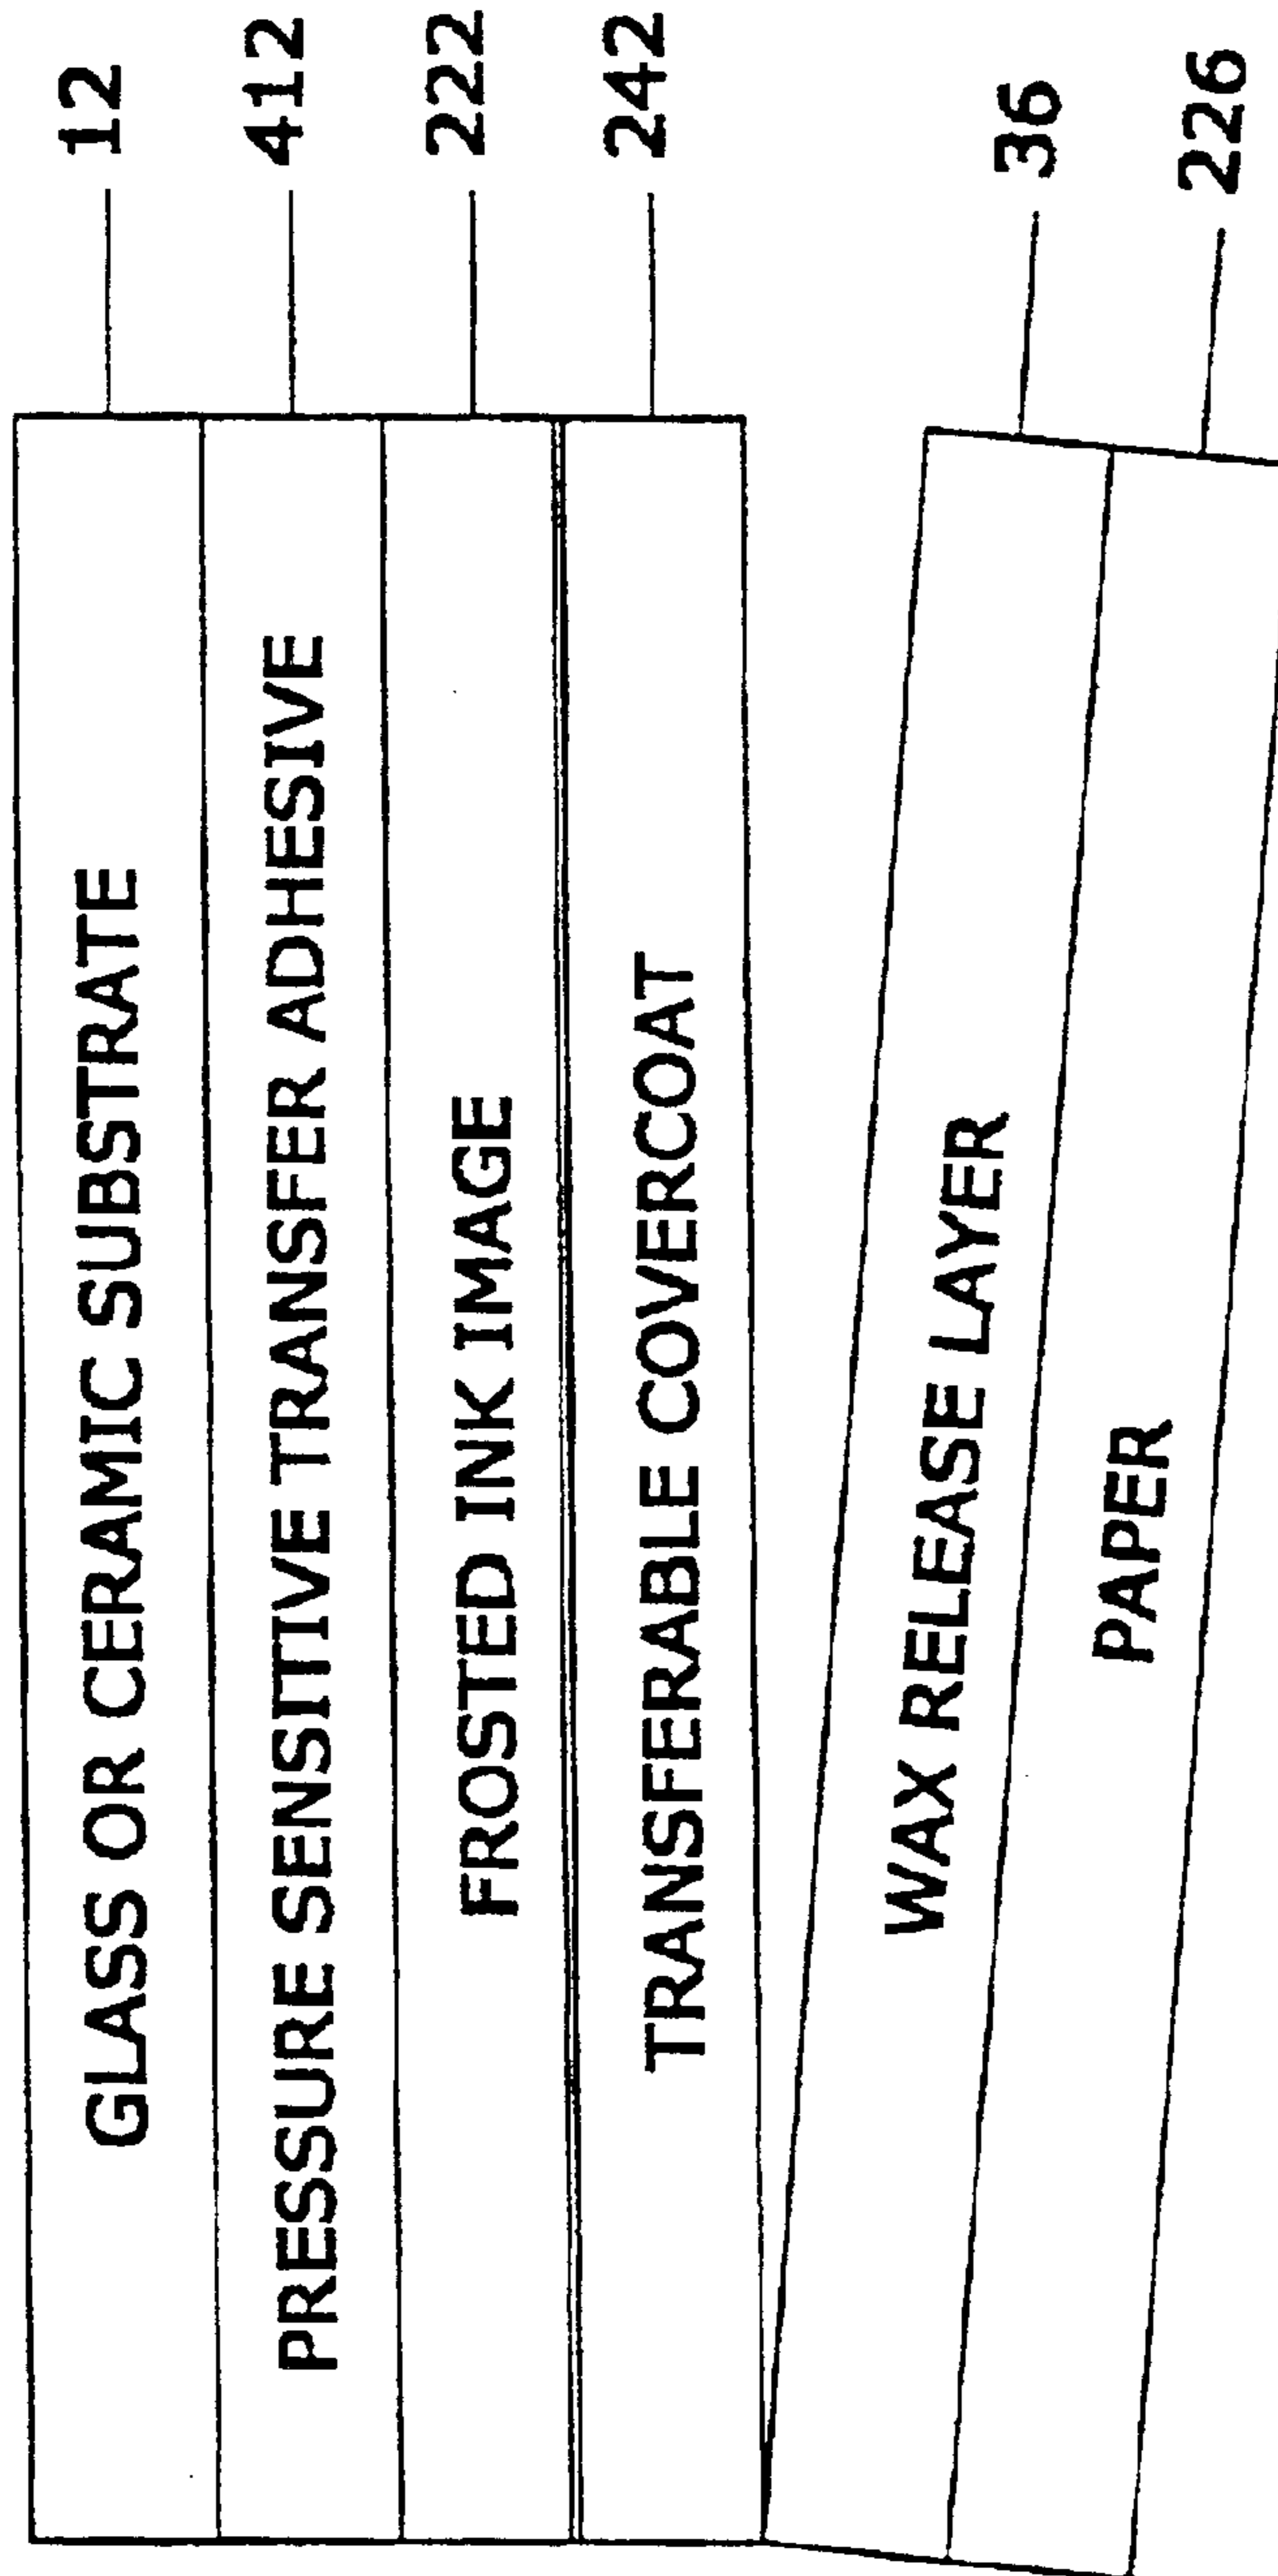 GLASS OR CERAMIC SUBSTRATE 12
PRESSURE SENSITIVE TRANSFER ADHESIVE 412
FROSTED INK IMAGE 222
TRANSFERABLE COVERCOAT 242
WAX RELEASE LAYER 36
PAPER 226